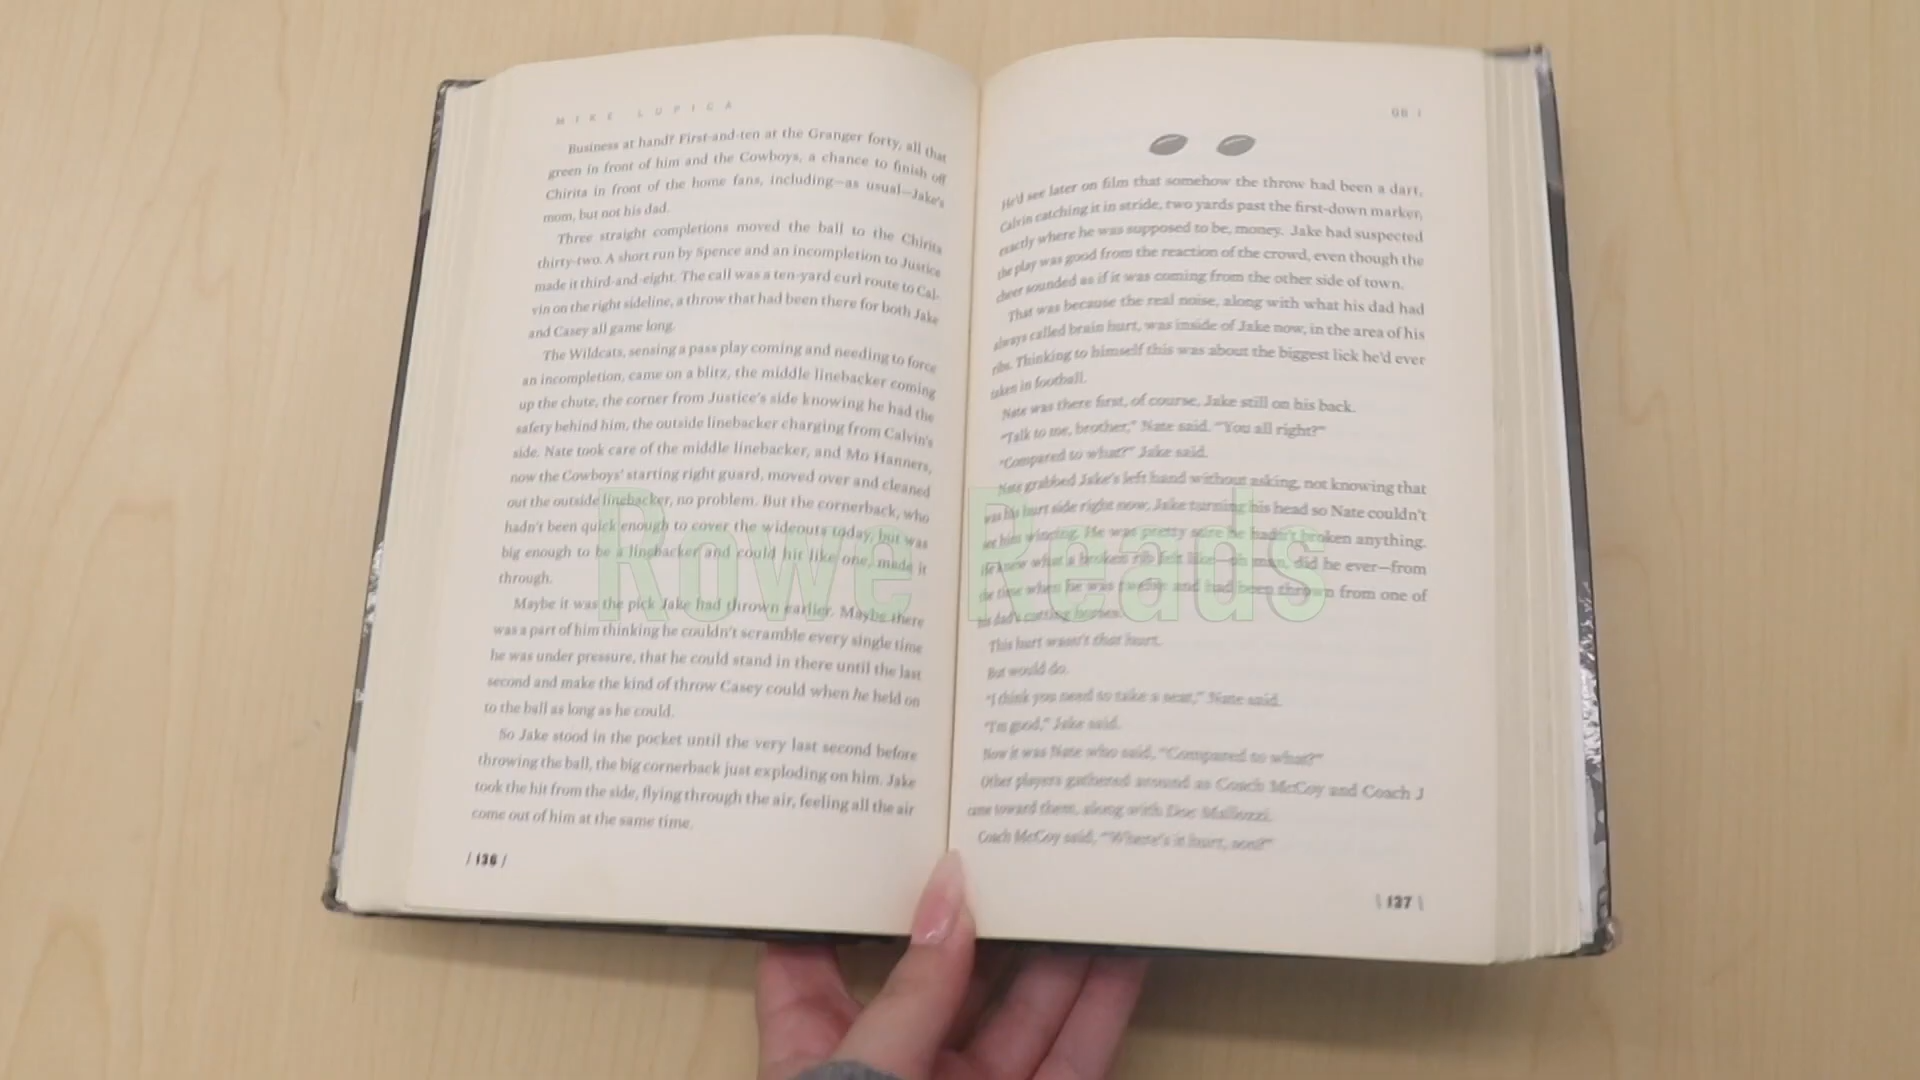 MIKE LUPICA
Business at hand? First-and-ten at the Granger forty, all that
green in front of him and the Cowboys, a chance to finish off
Chirita in front of the home fans, including—as usual—Jake's
mom, but not his dad.
Three straight completions moved the ball to the Chirita
thirty-two. A short run by Spence and an incompletion to Justice
made it third-and-eight. The call was a ten-yard curl route to Cal-
vin on the right sideline, a throw that had been there for both Jake
and Casey all game long.
The Wildcats, sensing a pass play coming and needing to force
an incompletion, came on a blitz, the middle linebacker coming
up the chute, the corner from Justice's side knowing he had the
safety behind him, the outside linebacker charging from Calvin's
side. Nate took care of the middle linebacker, and Mo Hanners,
now the Cowboys' starting right guard, moved over and cleaned
out the outside linebacker, no problem. But the cornerback, who
hadn't been quick enough to cover the wideouts today, but was
big enough to be a linebacker and could hit like one, made it
through.
Maybe it was the pick Jake had thrown earlier. Maybe there
was a part of him thinking he couldn't scramble every single time
he was under pressure, that he could stand in there until the last
second and make the kind of throw Casey could when he held on
to the ball as long as he could.
So Jake stood in the pocket until the very last second before
throwing the ball, the big cornerback just exploding on him. Jake
took the hit from the side, flying through the air, feeling all the air
come out of him at the same time.
/ 136 /
QB 1
He'd see later on film that somehow the throw had been a dart,
Calvin catching it in stride, two yards past the first-down marker,
exactly where he was supposed to be, money. Jake had suspected
the play was good from the reaction of the crowd, even though the
cheer sounded as if it was coming from the other side of town.
That was because the real noise, along with what his dad had
always called brain hurt, was inside of Jake now, in the area of his
ribs. Thinking to himself this was about the biggest lick he'd ever
taken in football.
Nate was there first, of course, Jake still on his back.
"Talk to me, brother," Nate said. "You all right?"
"Compared to what?" Jake said.
Nate grabbed Jake's left hand without asking, not knowing that
was his hurt side right now, Jake turning his head so Nate couldn't
see him wincing. He was pretty sure he hadn't broken anything.
He knew what a broken rib felt like—oh man, did he ever—from
the time when he was twelve and had been thrown from one of
his dad's cutting horses.
This hurt wasn't that hurt.
But would do.
"I think you need to take a seat," Nate said.
"I'm good," Jake said.
Now it was Nate who said, "Compared to what?"
Other players gathered around as Coach McCoy and Coach J
came toward them, along with Doc Mallozzi.
Coach McCoy said, "Where's it hurt, son?"
\ 137 \
Rowe Reads